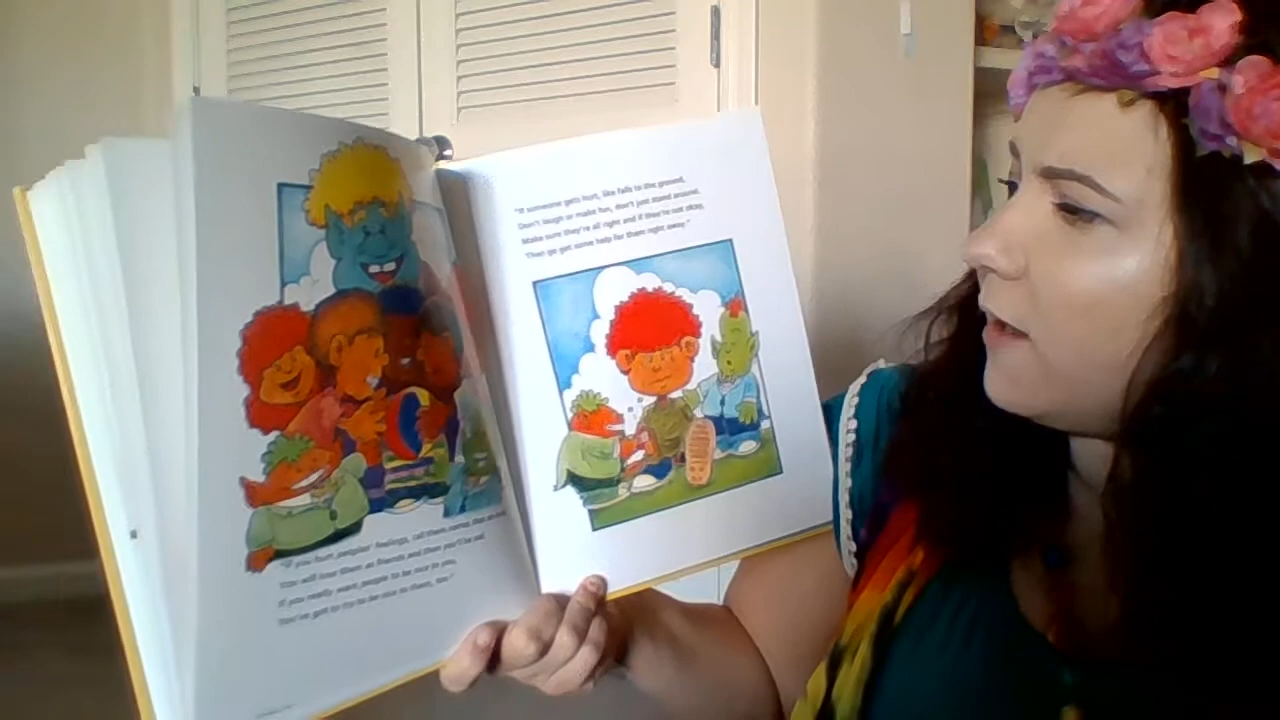 "If you hurt peoples' feelings, call them names that
You will lose them as friends and then you'll be sad.
If you really want people to be nice to you,
You've got to try to be nice to them, too."
"If someone gets hurt, like falls to the ground,
Don't laugh or make fun, don't just stand around.
Make sure they're all right and if they're not okay,
Then go get some help for them right away."